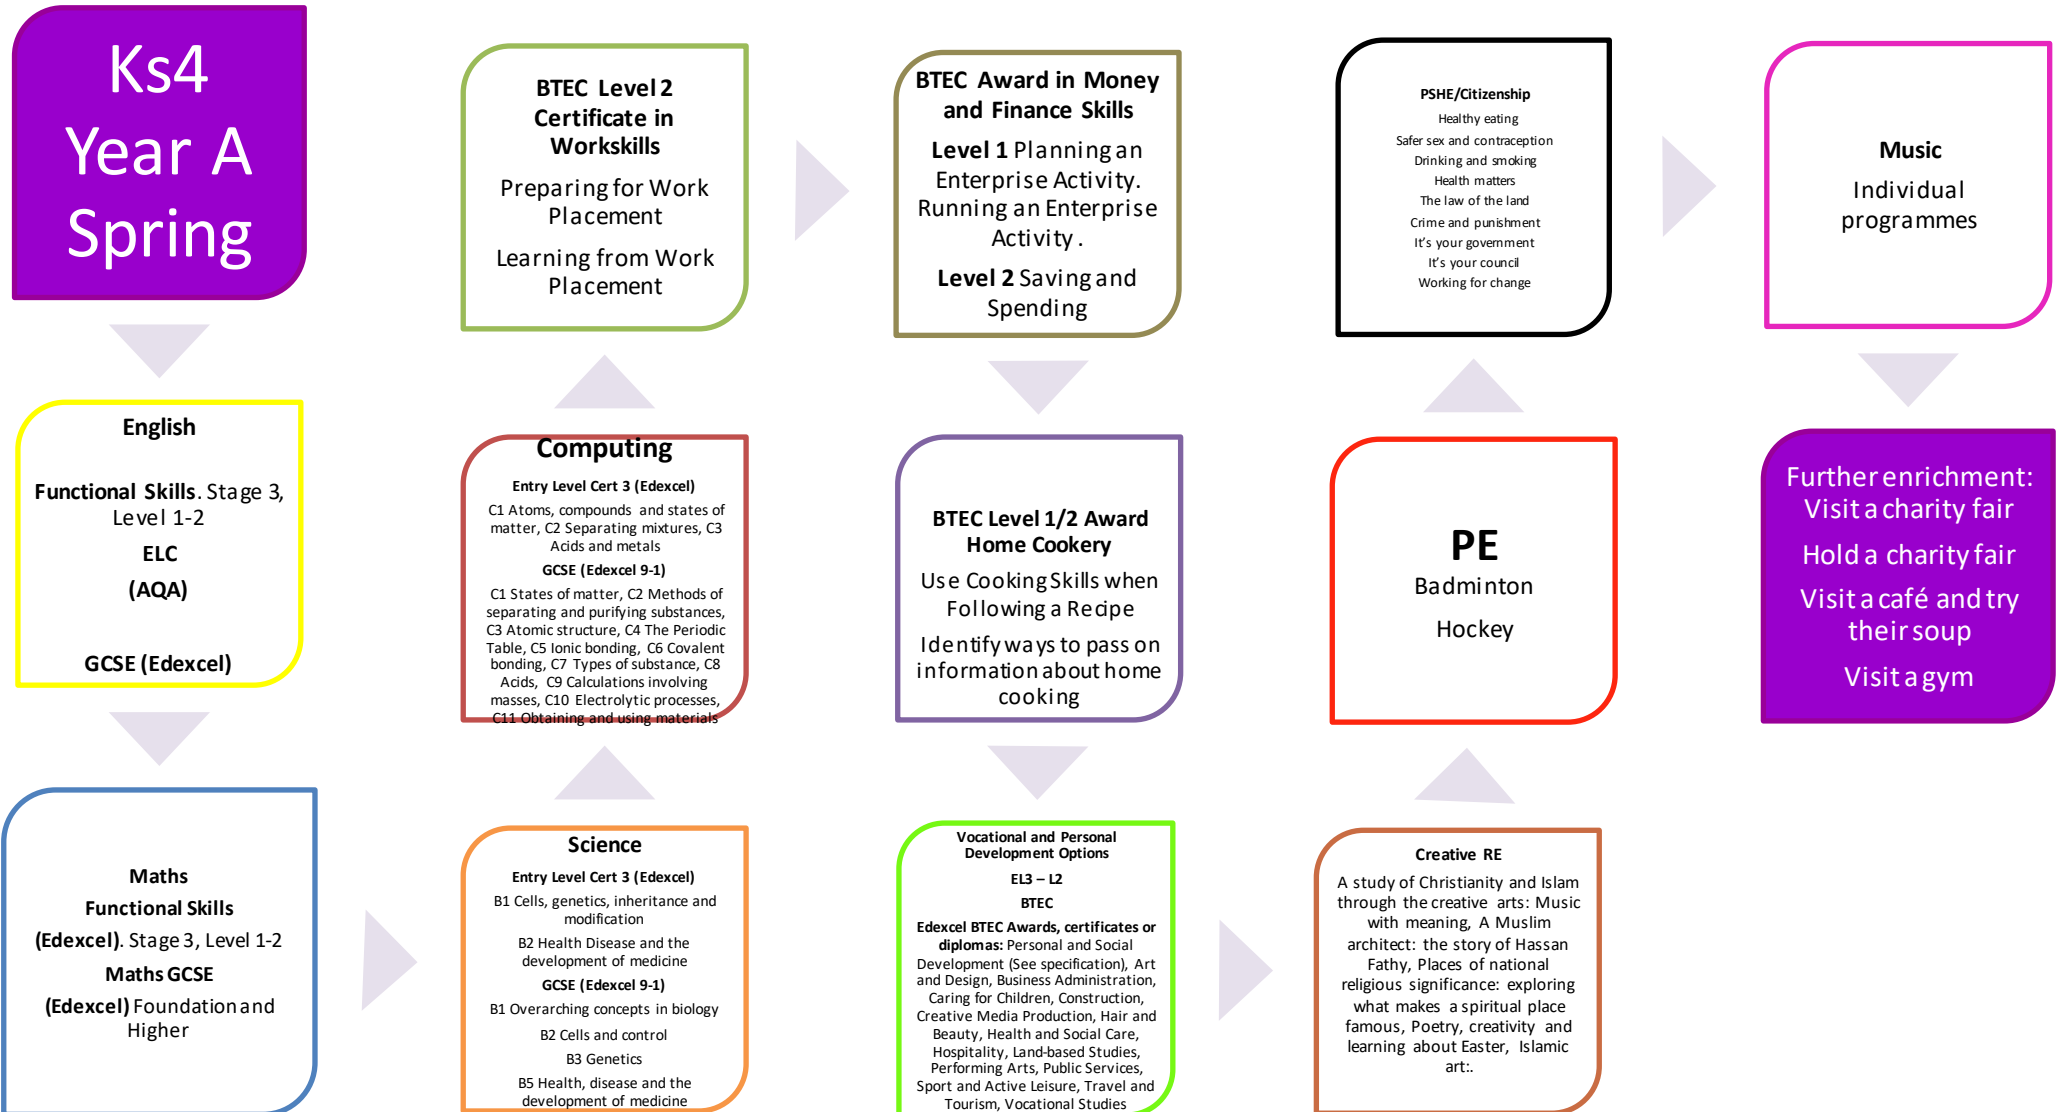 Ks4
Year A
Spring
English
Functional Skills. Stage 3,
Level 1-2
ELC
(AQA)
GCSE (Edexcel)
Maths
Functional Skills
(Edexcel). Stage 3, Level 1-2
Maths GCSE
(Edexcel) Foundation and
Higher
Science
Entry Level Cert 3 (Edexcel)
B1 Cells, genetics, inheritance and
modification
B2 Health Disease and the
development of medicine
GCSE (Edexcel 9-1)
B1 Overarching concepts in biology
B2 Cells and control
B3 Genetics
B5 Health, disease and the
development of medicine
Computing
Entry Level Cert 3 (Edexcel)
C1 Atoms, compounds and states of
matter, C2 Separating mixtures, C3
Acids and metals
GCSE (Edexcel 9-1)
C1 States of matter, C2 Methods of
separating and purifying substances,
C3 Atomic structure, C4 The Periodic
Table, C5 Ionic bonding, C6 Covalent
bonding, C7 Types of substance, C8
Acids, C9 Calculations involving
masses, C10 Electrolytic processes,
C11 Obtaining and using materials
BTEC Level 2
Certificate in
Workskills
Preparing for Work
Placement
Learning from Work
Placement
BTEC Award in Money
and Finance Skills
Level 1 Planning an
Enterprise Activity.
Running an Enterprise
Activity.
Level 2 Saving and
Spending
BTEC Level 1/2 Award
Home Cookery
Use Cooking Skills when
Following a Recipe
Identify ways to pass on
information about home
cooking
Vocational and Personal
Development Options
EL3 – L2
BTEC
Edexcel BTEC Awards, certificates or
diplomas: Personal and Social
Development (See specification), Art
and Design, Business Administration,
Caring for Children, Construction,
Creative Media Production, Hair and
Beauty, Health and Social Care,
Hospitality, Land-based Studies,
Performing Arts, Public Services,
Sport and Active Leisure, Travel and
Tourism, Vocational Studies
Creative RE
A study of Christianity and Islam
through the creative arts: Music
with meaning, A Muslim
architect: the story of Hassan
Fathy, Places of national
religious significance: exploring
what makes a spiritual place
famous, Poetry, creativity and
learning about Easter, Islamic
art:.
PE
Badminton
Hockey
PSHE/Citizenship
Healthy eating
Safer sex and contraception
Drinking and smoking
Health matters
The law of the land
Crime and punishment
It's your government
It's your council
Working for change
Music
Individual
programmes
Further enrichment:
Visit a charity fair
Hold a charity fair
Visit a café and try
their soup
Visit a gym